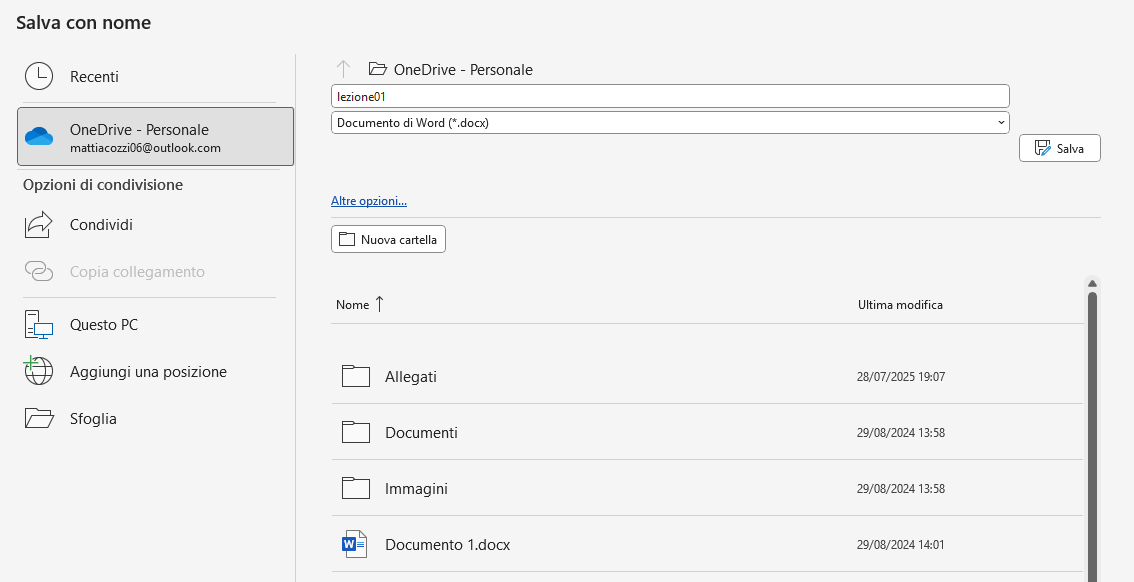 Salva con nome
Recenti
OneDrive - Personale
mattiacozzi06@outlook.com
Opzioni di condivisione
Condividi
Copia collegamento
Questo PC
Aggiungi una posizione
Sfoglia
OneDrive - Personale
lezione01
Documento di Word (*.docx)
Salva
Altre opzioni...
Nuova cartella
Nome Ultima modifica
Allegati 28/07/2025 19:07
Documenti 29/08/2024 13:58
Immagini 29/08/2024 13:58
Documento 1.docx 29/08/2024 14:01